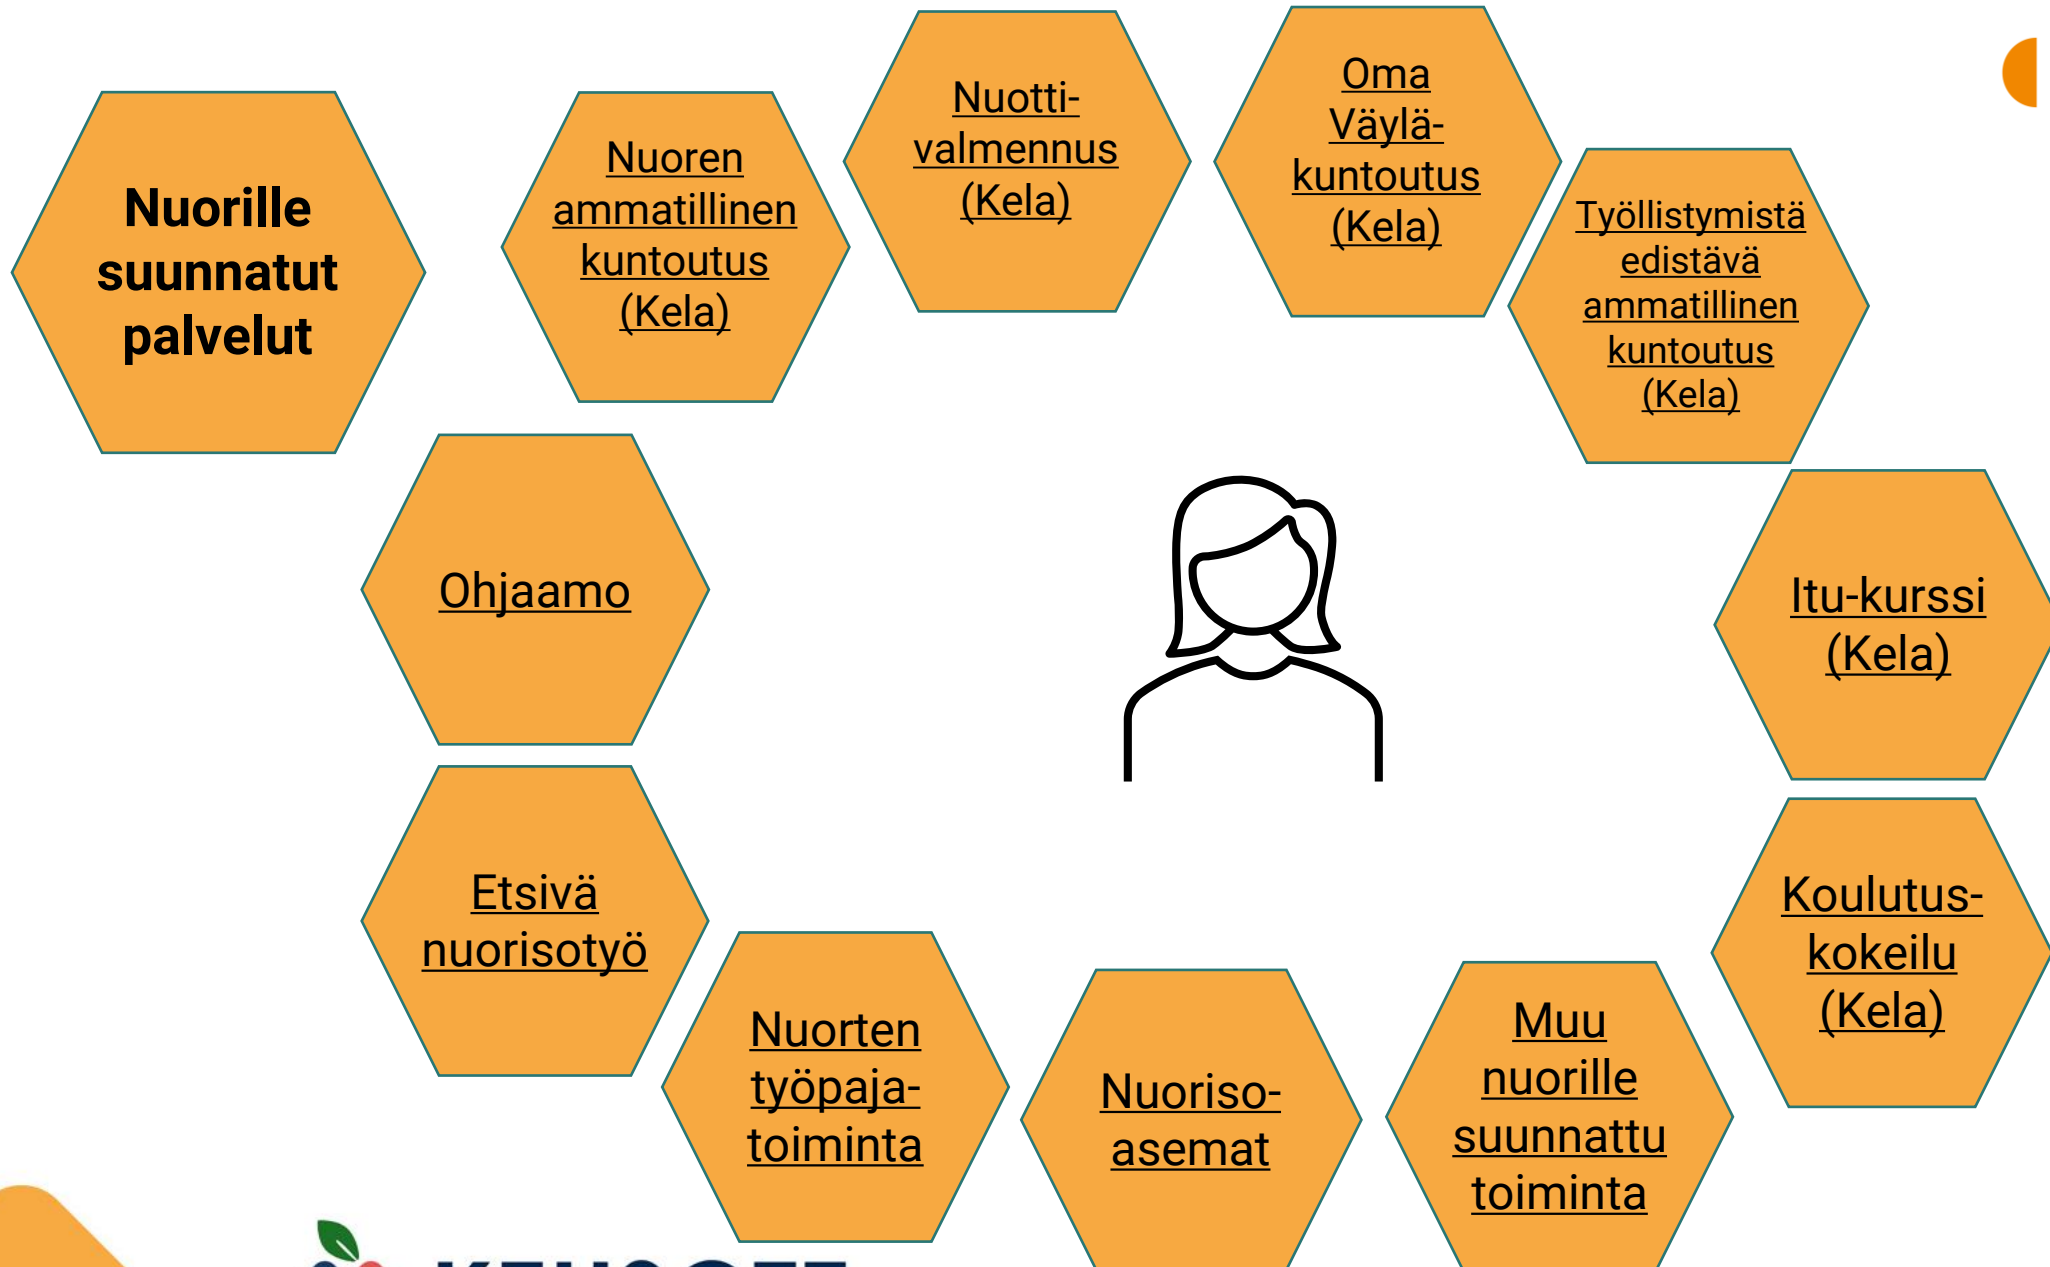 Nuorille
suunnatut
palvelut
Nuoren
ammatillinen
kuntoutus
(Kela)
Nuotti-
valmennus
(Kela)
Oma
Väylä-
kuntoutus
(Kela)
Työllistymistä
edistävä
ammatillinen
kuntoutus
(Kela)
Itu-kurssi
(Kela)
Koulutus-
kokeilu
(Kela)
Muu
nuorille
suunnattu
toiminta
Nuoriso-
asemat
Nuorten
työpaja-
toiminta
Etsivä
nuorisotyö
Ohjaamo